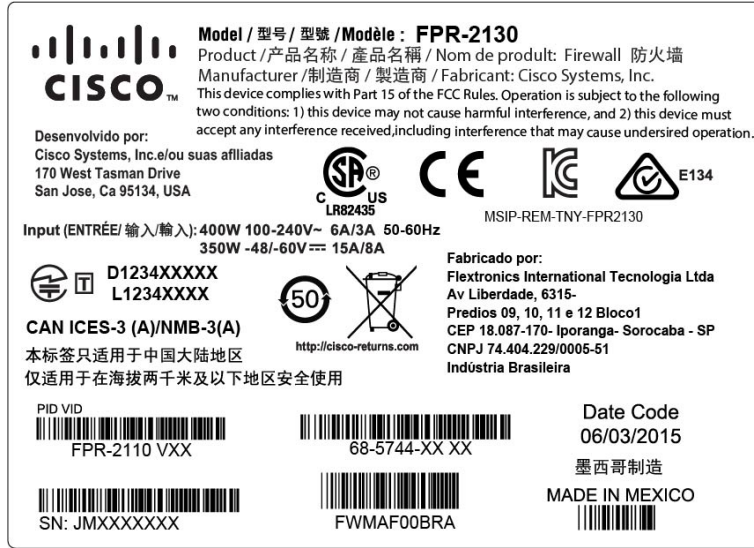 CISCO™
Model / 型号 / 型號 /Modèle : FPR-2130
Product /产品名称 / 產品名稱 / Nom de prodult: Firewall 防火墙
Manufacturer /制造商 / 製造商 / Fabricant: Cisco Systems, Inc.
This device complies with Part 15 of the FCC Rules. Operation is subject to the following
two conditions: 1) this device may not cause harmful interference, and 2) this device must
accept any interference received,including interference that may cause undersired operation.
Desenvolvido por:
Cisco Systems, Inc.e/ou suas aflliadas
170 West Tasman Drive
San Jose, Ca 95134, USA
SA®
C US
LR82435
CE
E134
MSIP-REM-TNY-FPR2130
Input (ENTRÉE/ 输入/輸入): 400W 100-240V~ 6A/3A 50-60Hz
350W -48/-60V⎓ 15A/8A
T D1234XXXXX
L1234XXXX
CAN ICES-3 (A)/NMB-3(A)
50
http://cisco-returns.com
Fabricado por:
Flextronics International Tecnologia Ltda
Av Liberdade, 6315-
Predios 09, 10, 11 e 12 Bloco1
CEP 18.087-170- Iporanga- Sorocaba - SP
CNPJ 74.404.229/0005-51
Indústria Brasileira
本标签只适用于中国大陆地区
仅适用于在海拔两千米及以下地区安全使用
PID VID
FPR-2110 VXX
68-5744-XX XX
SN: JMXXXXXXX
FWMAF00BRA
Date Code
06/03/2015
墨西哥制造
MADE IN MEXICO